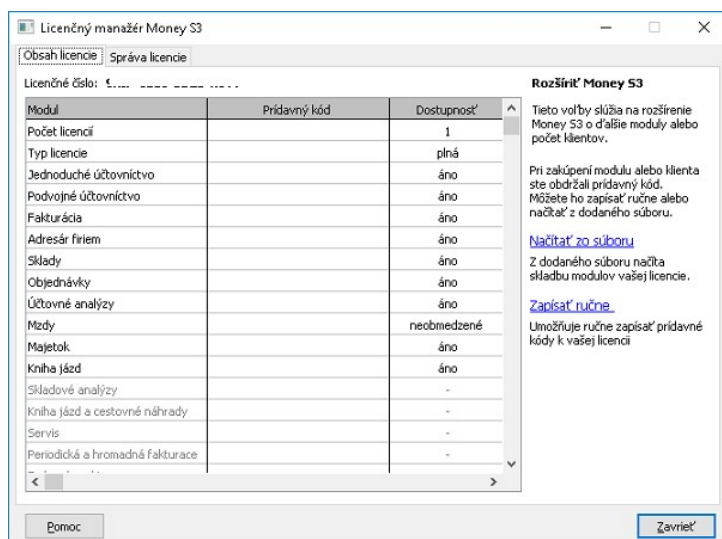 Licenčný manažér Money S3
Obsah licencie Správa licencie
Licenčné číslo:
Modul Prídavný kód Dostupnosť
Počet licencií 1
Typ licencie plná
Jednoduché účtovníctvo áno
Podvojné účtovníctvo áno
Fakturácia áno
Adresár firiem áno
Sklady áno
Objednávky áno
Účtovné analýzy áno
Mzdy neobmedzené
Majetok áno
Kniha jázd áno
Skladové analýzy -
Kniha jázd a cestovné náhrady -
Servis -
Periodická a hromadná fakturace -
Rozšíriť Money S3
Tieto voľby slúžia na rozšírenie
Money S3 o ďalšie moduly alebo
počet klientov.
Pri zakúpení modulu alebo klienta
ste obdržali prídavný kód.
Môžete ho zapísať ručne alebo
načítať z dodaného súboru.
Načítať zo súboru
Z dodaného súboru načíta
skladbu modulov vašej licencie.
Zapísať ručne
Umožňuje ručne zapísať prídavné
kódy k vašej licencii
Pomoc Zavrieť